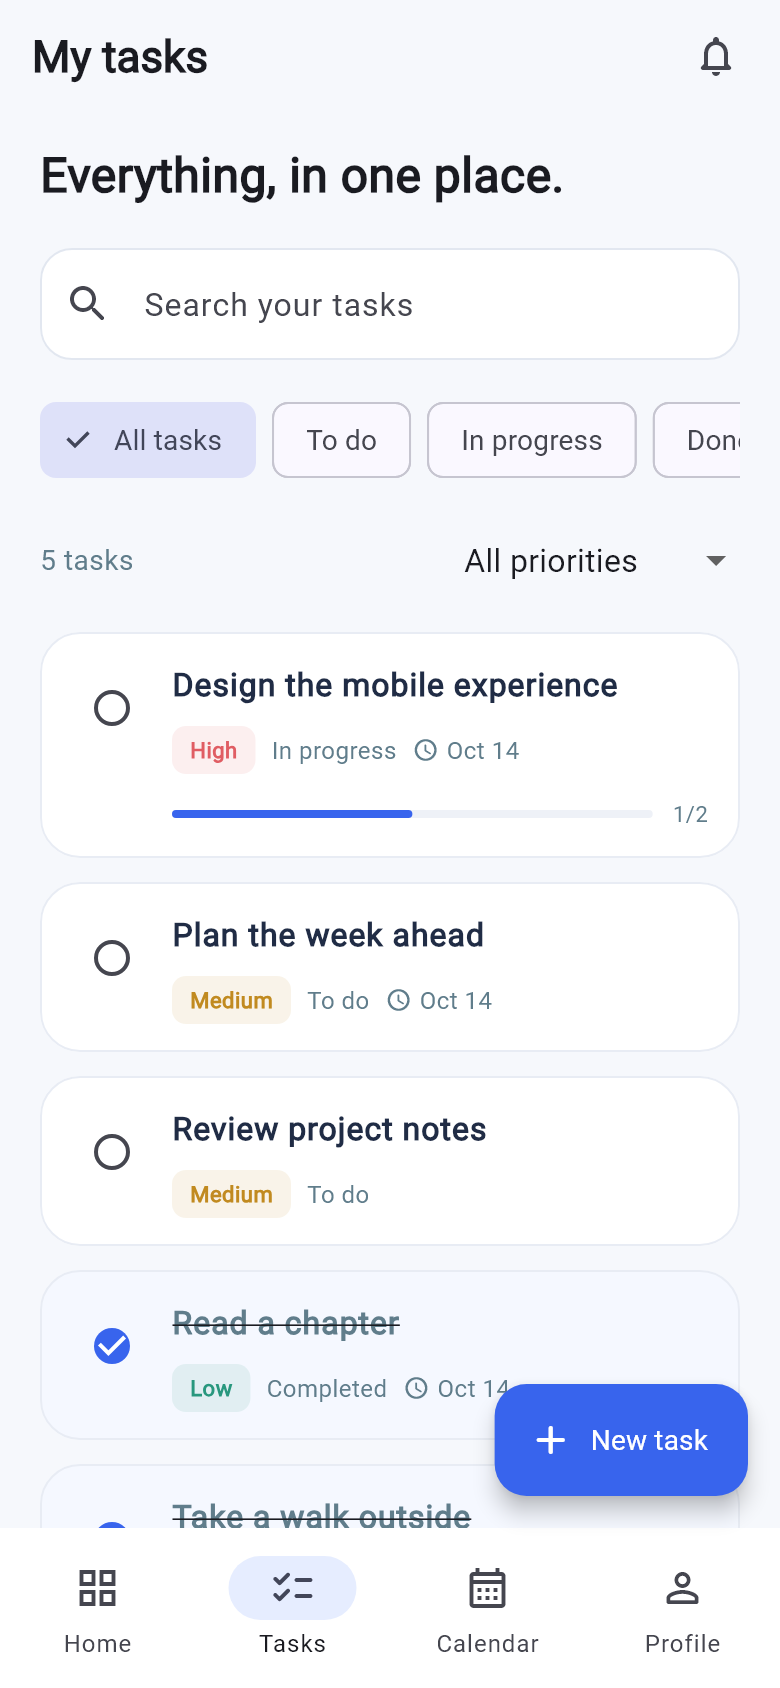 My tasks
Everything, in one place.
Search your tasks
All tasks
To do
In progress
5 tasks
All priorities
Design the mobile experience
High In progress Oct 14
1/2
Plan the week ahead
Medium To do Oct 14
Review project notes
Medium To do
Read a chapter
Low Completed Oct 14
New task
Take a walk outside
Home Tasks Calendar Profile